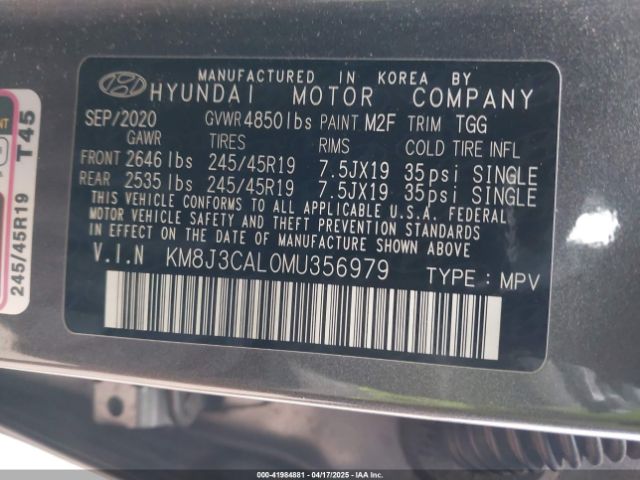 MANUFACTURED IN KOREA BY
HYUNDAI MOTOR COMPANY
SEP/2020 GVWR 4850lbs PAINT M2F TRIM TGG
GAWR TIRES RIMS COLD TIRE INFL
FRONT 2646 lbs 245/45R19 7.5JX19 35psi SINGLE
REAR 2535 lbs 245/45R19 7.5JX19 35psi SINGLE
THIS VEHICLE CONFORMS TO ALL APPLICABLE U.S.A. FEDERAL
MOTOR VEHICLE SAFETY AND THEFT PREVENTION STANDARDS
IN EFFECT ON THE DATE OF MANUFACTURE SHOWN ABOVE.
V.I.N KM8J3CAL0MU356979 TYPE : MPV
T45
245/45R19
000-41984881 - 04/17/2025 - Copyright © IAA Inc.